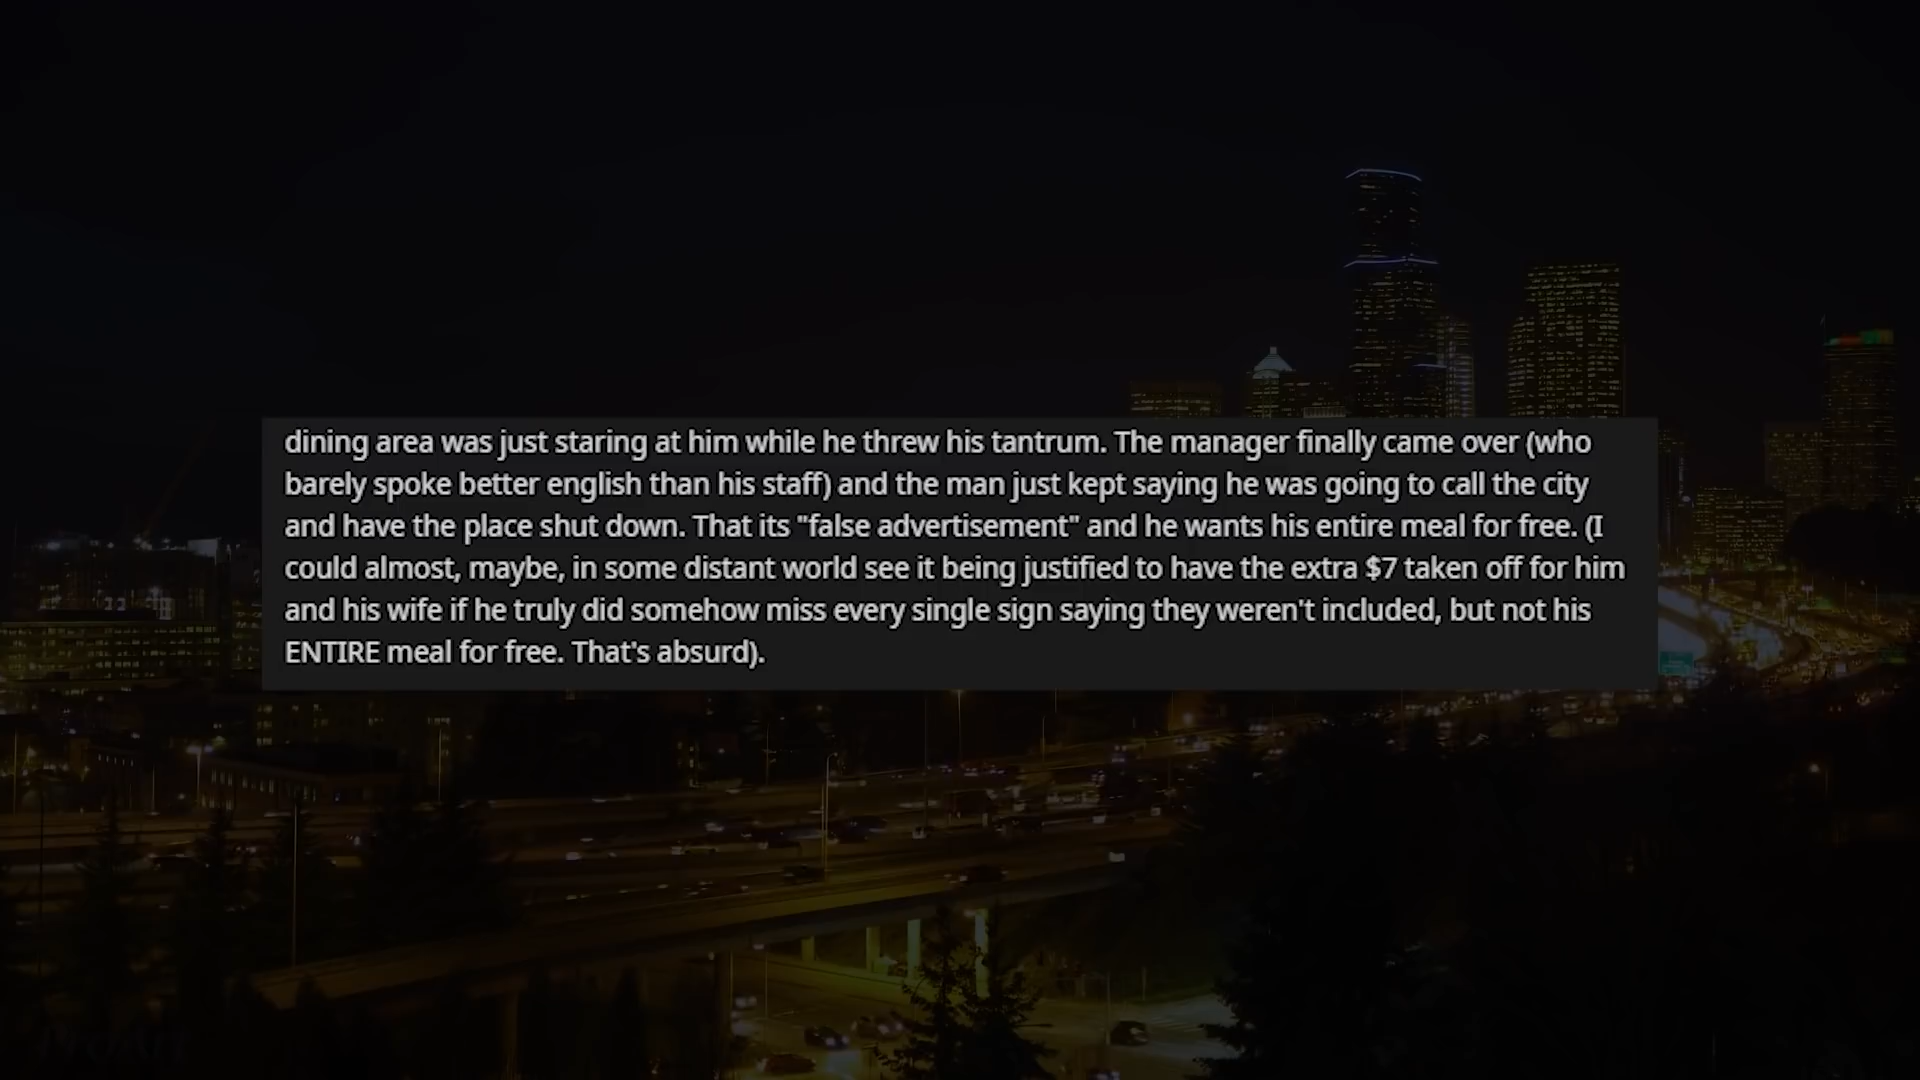 dining area was just staring at him while he threw his tantrum. The manager finally came over (who
barely spoke better english than his staff) and the man just kept saying he was going to call the city
and have the place shut down. That its "false advertisement" and he wants his entire meal for free. (I
could almost, maybe, in some distant world see it being justified to have the extra $7 taken off for him
and his wife if he truly did somehow miss every single sign saying they weren't included, but not his
ENTIRE meal for free. That's absurd).